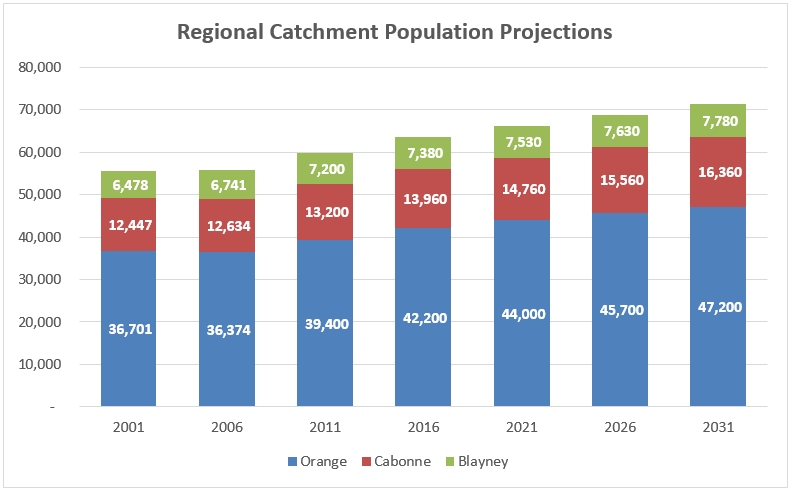 Regional Catchment Population Projections
80,000
70,000
60,000
50,000
40,000
30,000
20,000
10,000
-
6,478 6,741 7,200 7,380 7,530 7,630 7,780
12,447 12,634 13,200 13,960 14,760 15,560 16,360
36,701 36,374 39,400 42,200 44,000 45,700 47,200
2001 2006 2011 2016 2021 2026 2031
Orange Cabonne Blayney